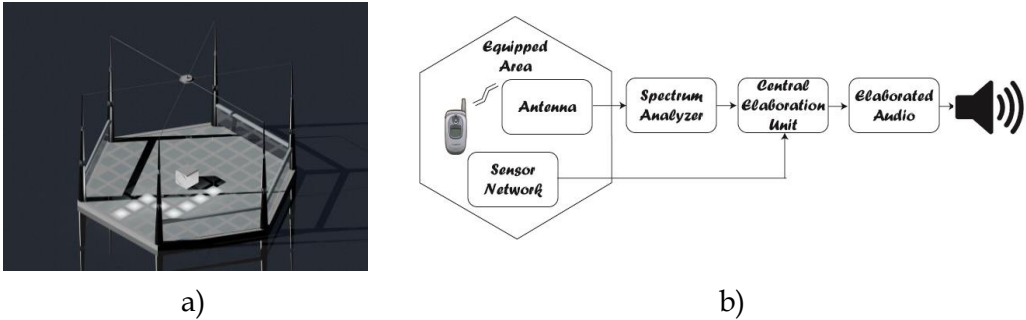 Equipped
Area
Antenna
Spectrum
Analyzer
Central
Elaboration
Unit
Elaborated
Audio
Sensor
Network
a)
b)